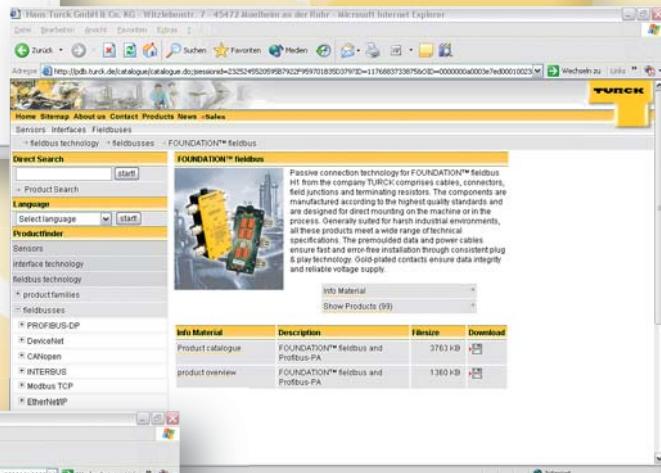 Hans Turck GmbH & Co. KG - Witzlebenstr. 7 - 45472 Muelheim an der Ruhr - Microsoft Internet Explorer
Datei Bearbeiten Ansicht Favoriten Extras ?
Zurück Suchen Favoriten Medien
Adresse Wechseln zu Links
TURCK
Home Sitemap About us Contact Products News »Sales
Sensors Interfaces Fieldbuses
fieldbus technology fieldbusses FOUNDATION™ fieldbus
Direct Search
start!
Product Search
Language
Select language start
Productfinder
Sensors
interface technology
fieldbus technology
product families
fieldbusses
PROFIBUS-DP
DeviceNet
CANopen
INTERBUS
Modbus TCP
EtherNet/IP
FOUNDATION™ fieldbus
Passive connection technology for FOUNDATION™ fieldbus
H1 from the company TURCK comprises cables, connectors,
field junctions and terminating resistors. The components are
manufactured according to the highest quality standards and
are designed for direct mounting on the machine or in the
process. Generally suited for harsh industrial environments,
all these products meet a wide range of technical
specifications. The premoulded data and power cables
ensure fast and error-free installation through consistent plug
& play technology. Gold-plated contacts ensure data integrity
and reliable voltage supply.
Info Material
Show Products (99)
Info Material Description Filesize Download
Product catalogue FOUNDATION™ fieldbus and 3763 KB
Profibus-PA
product overview FOUNDATION™ fieldbus and 1360 KB
Profibus-PA
Internet